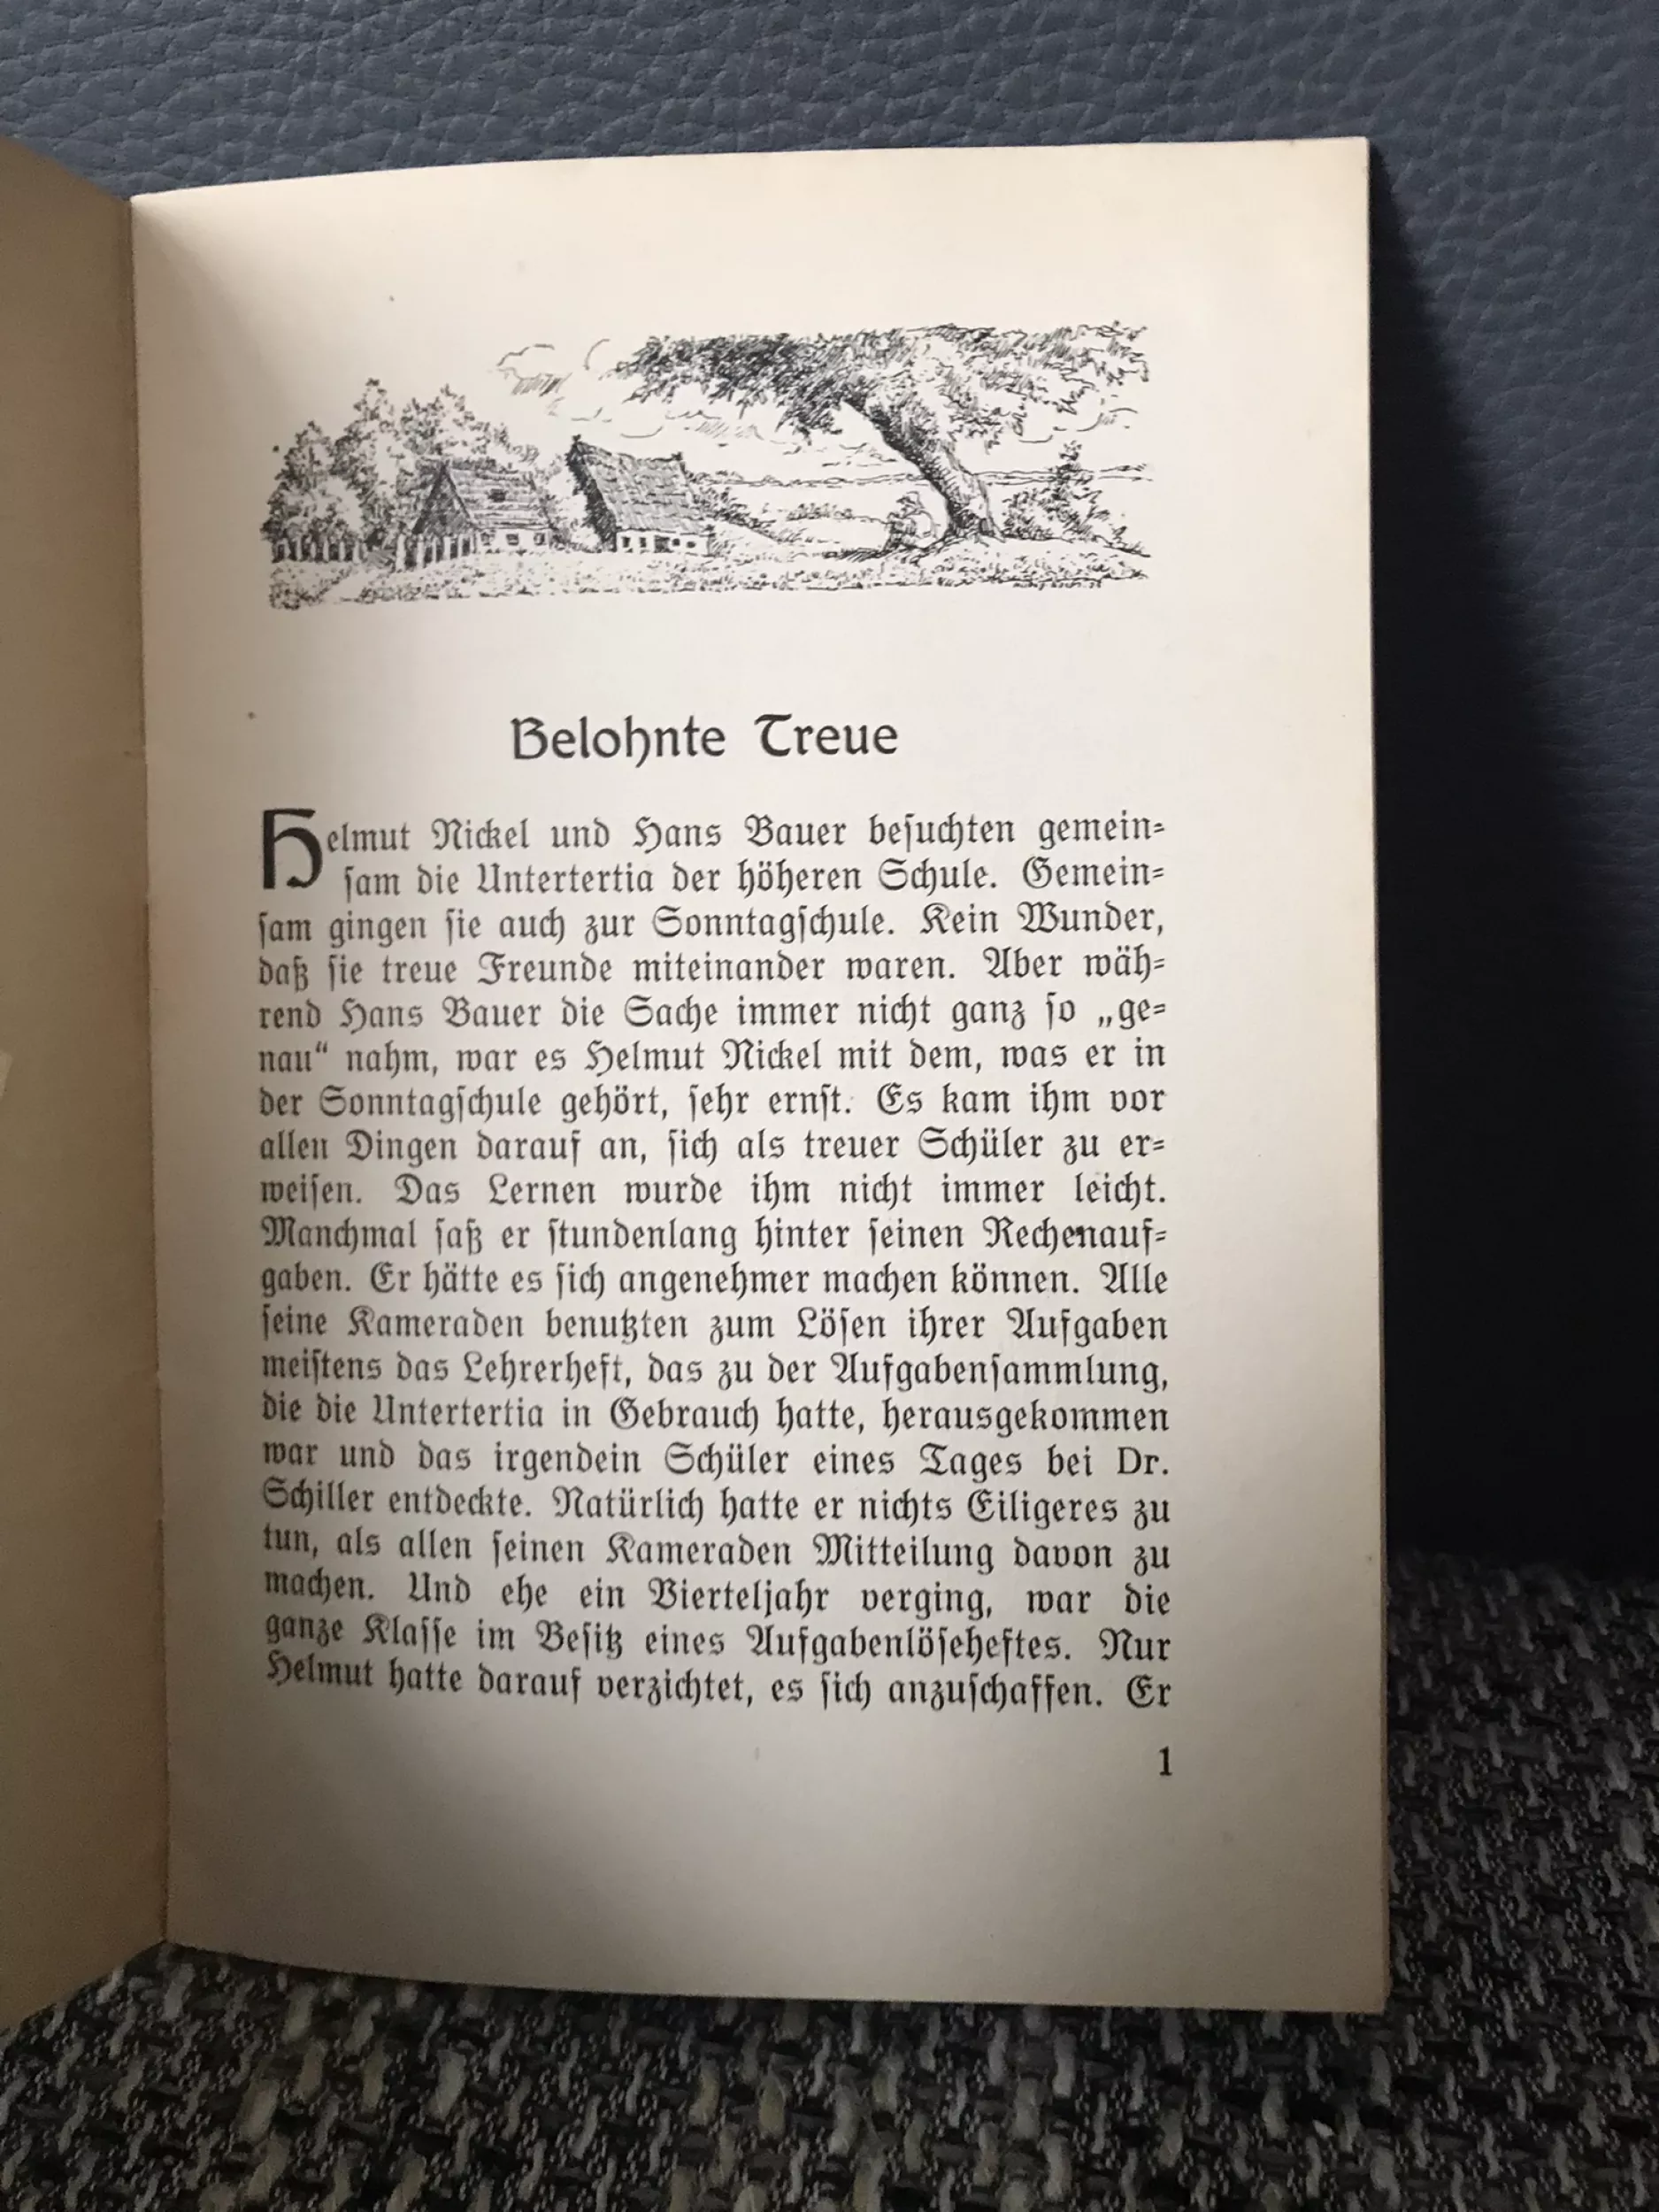 Belohnte Treue
Helmut Nickel und Hans Bauer beſuchten gemein⸗
ſam die Untertertia der höheren Schule. Gemein⸗
ſam gingen ſie auch zur Sonntagſchule. Kein Wunder,
daß ſie treue Freunde miteinander waren. Aber wäh⸗
rend Hans Bauer die Sache immer nicht ganz ſo „ge⸗
nau“ nahm, war es Helmut Nickel mit dem, was er in
der Sonntagſchule gehört, ſehr ernſt. Es kam ihm vor
allen Dingen darauf an, ſich als treuer Schüler zu er⸗
weiſen. Das Lernen wurde ihm nicht immer leicht.
Manchmal ſaß er ſtundenlang hinter ſeinen Rechenauf⸗
gaben. Er hätte es ſich angenehmer machen können. Alle
ſeine Kameraden benutzten zum Löſen ihrer Aufgaben
meiſtens das Lehrerheft, das zu der Aufgabenſammlung,
die die Untertertia in Gebrauch hatte, herausgekommen
war und das irgendein Schüler eines Tages bei Dr.
Schiller entdeckte. Natürlich hatte er nichts Eiligeres zu
tun, als allen ſeinen Kameraden Mitteilung davon zu
machen. Und ehe ein Vierteljahr verging, war die
ganze Klaſſe im Beſitz eines Aufgabenlöſeheftes. Nur
Helmut hatte darauf verzichtet, es ſich anzuſchaffen. Er
1